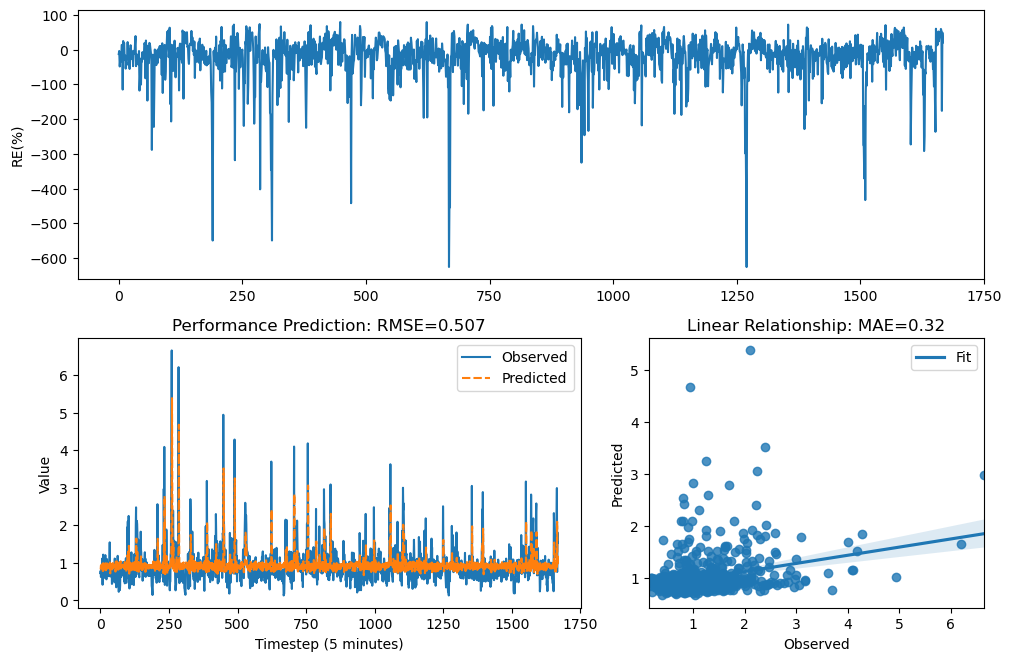 100
0
−100
−200
−300
−400
−500
−600
RE(%)
0 250 500 750 1000 1250 1500 1750
Performance Prediction: RMSE=0.507
Observed
Predicted
6
5
4
3
2
1
0
Value
0 250 500 750 1000 1250 1500 1750
Timestep (5 minutes)
Linear Relationship: MAE=0.32
Fit
5
4
3
2
1
Predicted
1 2 3 4 5 6
Observed